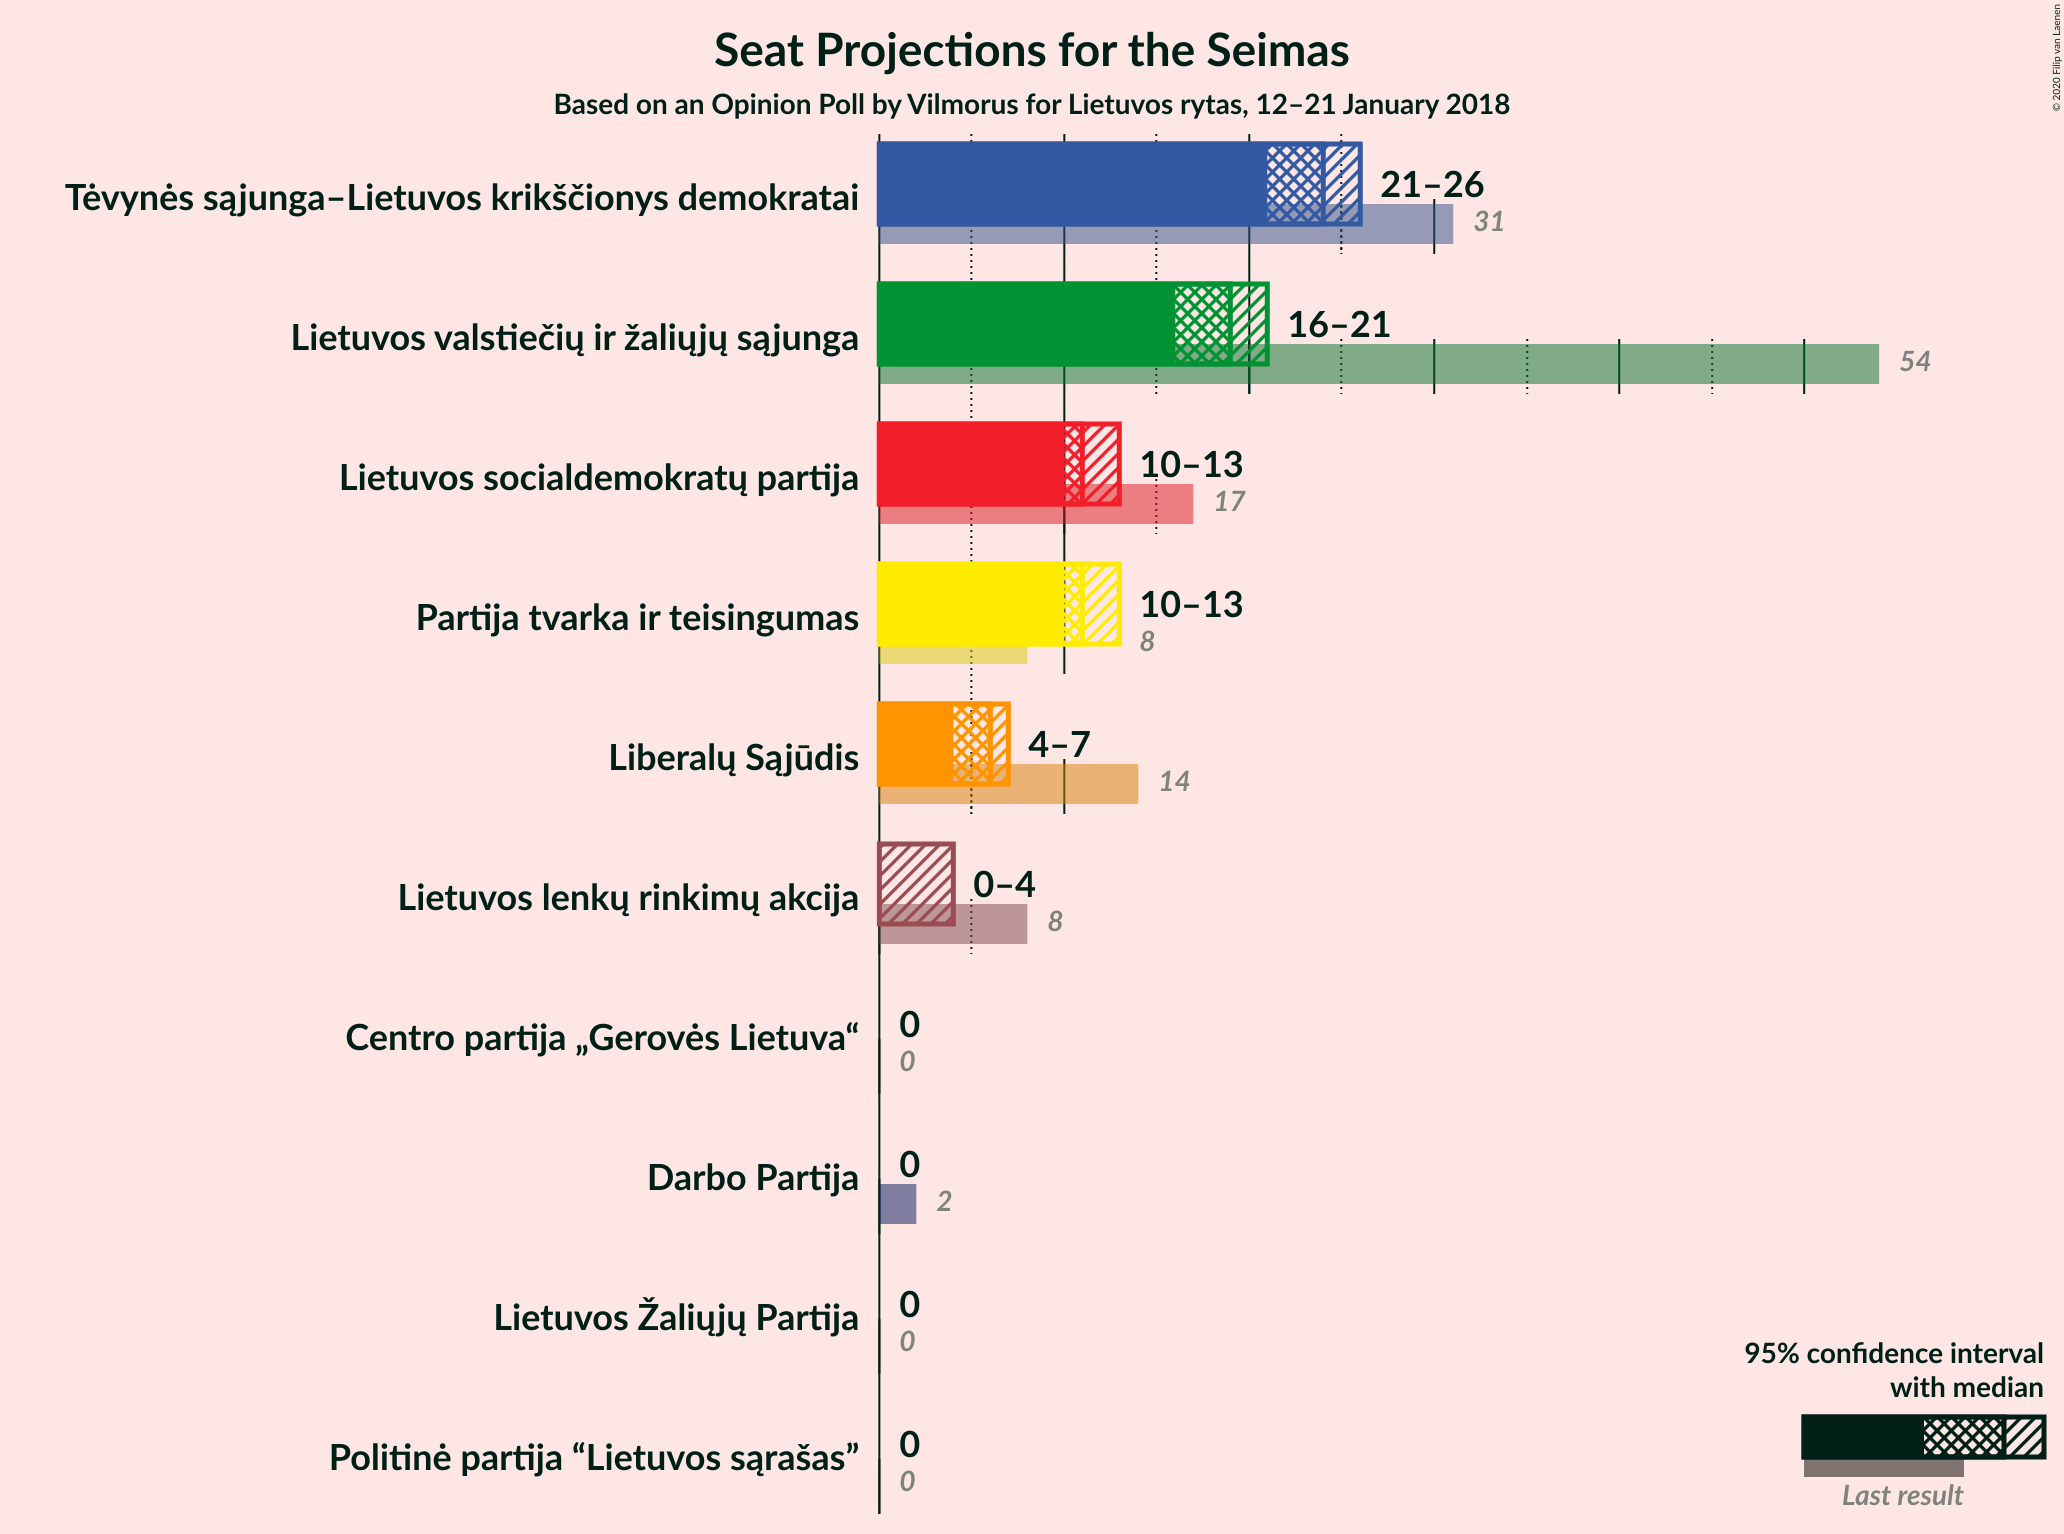 Seat Projections for the Seimas
Based on an Opinion Poll by Vilmorus for Lietuvos rytas, 12–21 January 2018
© 2020 Filip van Laenen
Tėvynės sąjunga–Lietuvos krikščionys demokratai
21–26
31
Lietuvos valstiečių ir žaliųjų sąjunga
16–21
54
Lietuvos socialdemokratų partija
10–13
17
Partija tvarka ir teisingumas
10–13
8
Liberalų Sąjūdis
4–7
14
Lietuvos lenkų rinkimų akcija
0–4
8
Centro partija „Gerovės Lietuva“
0
0
Darbo Partija
0
2
Lietuvos Žaliųjų Partija
0
0
Politinė partija “Lietuvos sąrašas”
0
0
95% confidence interval
with median
Last result